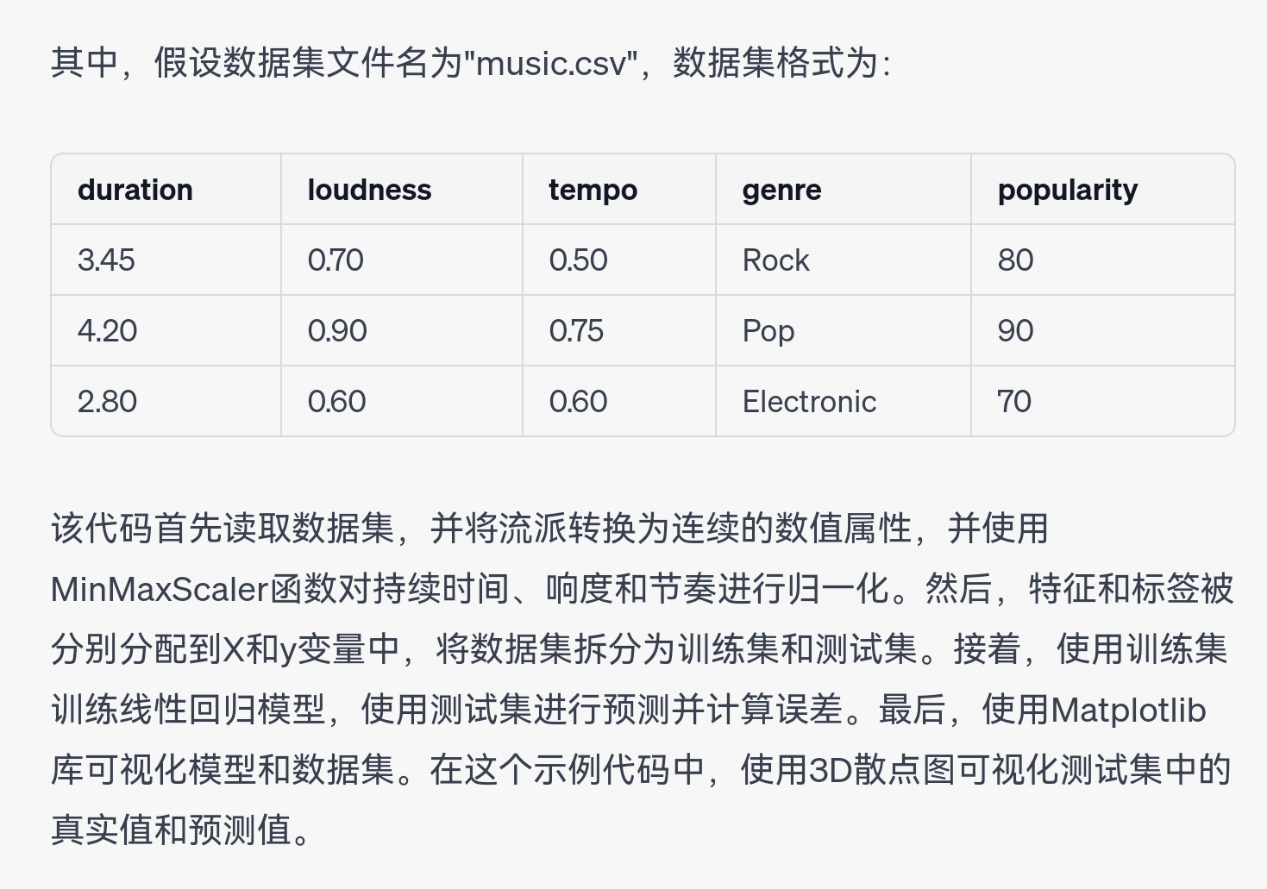 其中，假设数据集文件名为"music.csv"，数据集格式为：
duration loudness tempo genre popularity
3.45 0.70 0.50 Rock 80
4.20 0.90 0.75 Pop 90
2.80 0.60 0.60 Electronic 70
该代码首先读取数据集，并将流派转换为连续的数值属性，并使用
MinMaxScaler函数对持续时间、响度和节奏进行归一化。然后，特征和标签被
分别分配到X和y变量中，将数据集拆分为训练集和测试集。接着，使用训练集
训练线性回归模型，使用测试集进行预测并计算误差。最后，使用Matplotlib
库可视化模型和数据集。在这个示例代码中，使用3D散点图可视化测试集中的
真实值和预测值。